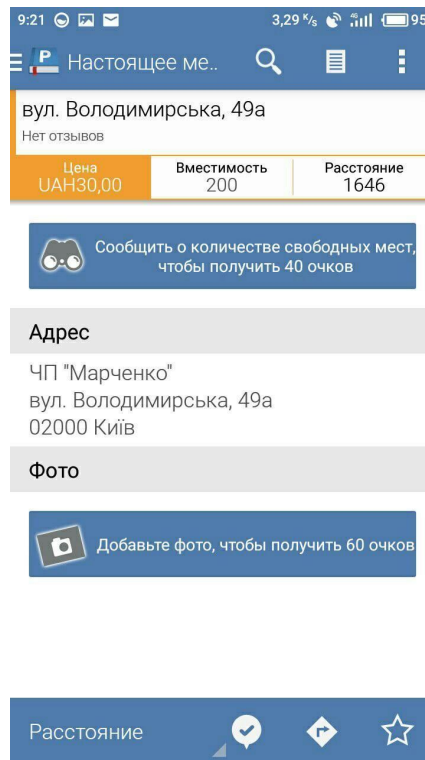 9:21 3,29 K/s 4G 95
P Настоящее ме..
вул. Володимирська, 49а
Нет отзывов
Цена Вместимость Расстояние
UAH30,00 200 1646
Сообщить о количестве свободных мест,
чтобы получить 40 очков
Адрес
ЧП "Марченко"
вул. Володимирська, 49а
02000 Київ
Фото
Добавьте фото, чтобы получить 60 очков
Расстояние